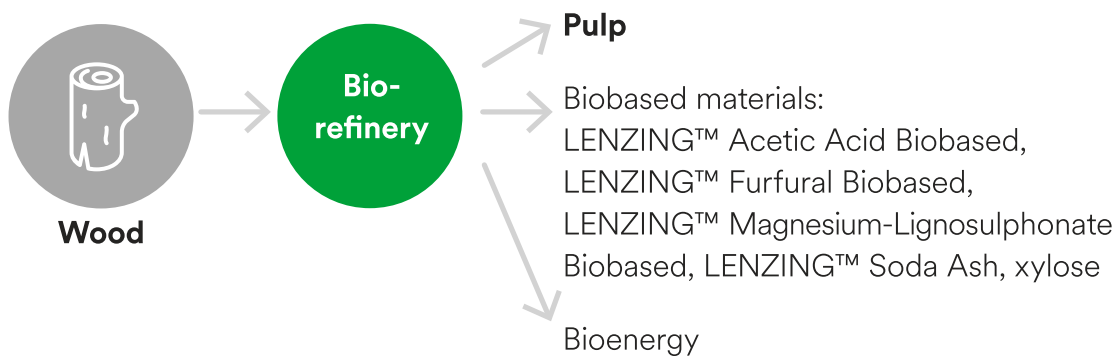 Wood
Bio-
refinery
Pulp
Biobased materials:
LENZING™ Acetic Acid Biobased,
LENZING™ Furfural Biobased,
LENZING™ Magnesium-Lignosulphonate
Biobased, LENZING™ Soda Ash, xylose
Bioenergy